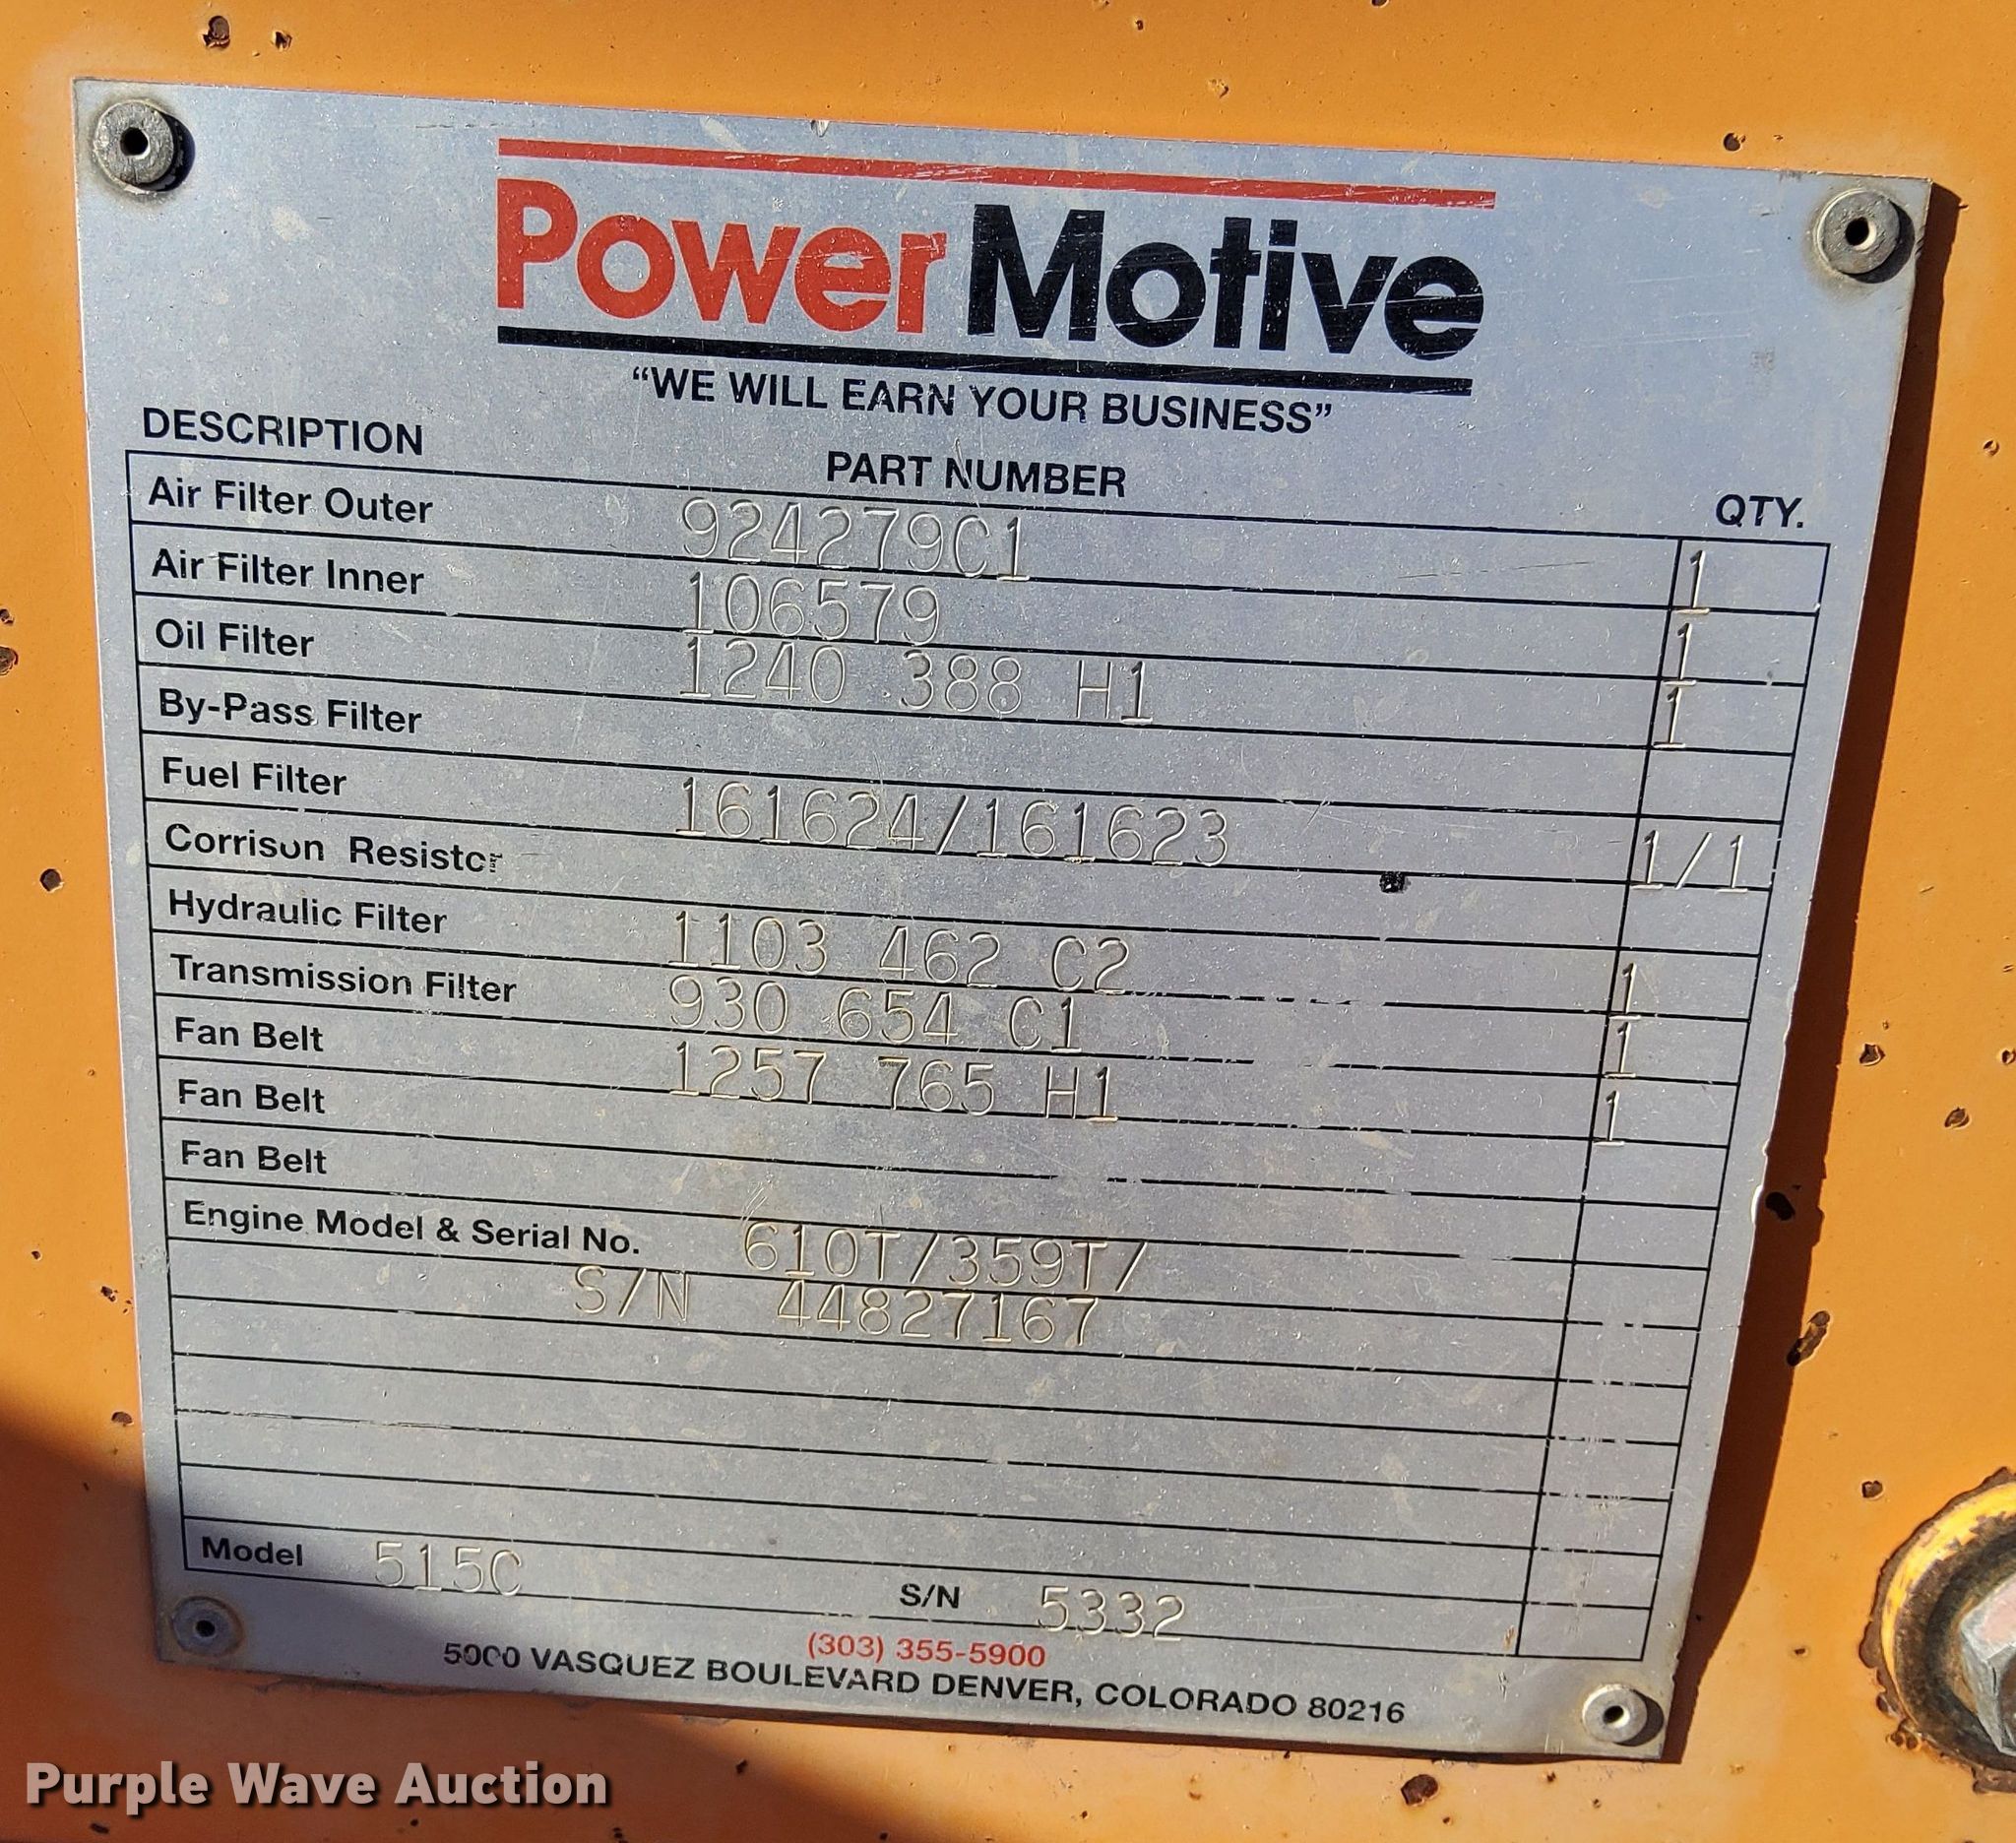 PowerMotive
“WE WILL EARN YOUR BUSINESS”
DESCRIPTION PART NUMBER QTY.
Air Filter Outer 924279C1 1
Air Filter Inner 106579 1
Oil Filter 1240 388 H1 1
By-Pass Filter
Fuel Filter 161624/161623 1/1
Corrison Resistor
Hydraulic Filter 1103 462 C2 1
Transmission Filter 930 654 C1 1
Fan Belt 1257 765 H1 1
Fan Belt
Fan Belt
Engine Model & Serial No. 610T/359T/
S/N 44827167
Model 515C S/N 5332
(303) 355-5900
5000 VASQUEZ BOULEVARD DENVER, COLORADO 80216
Purple Wave Auction